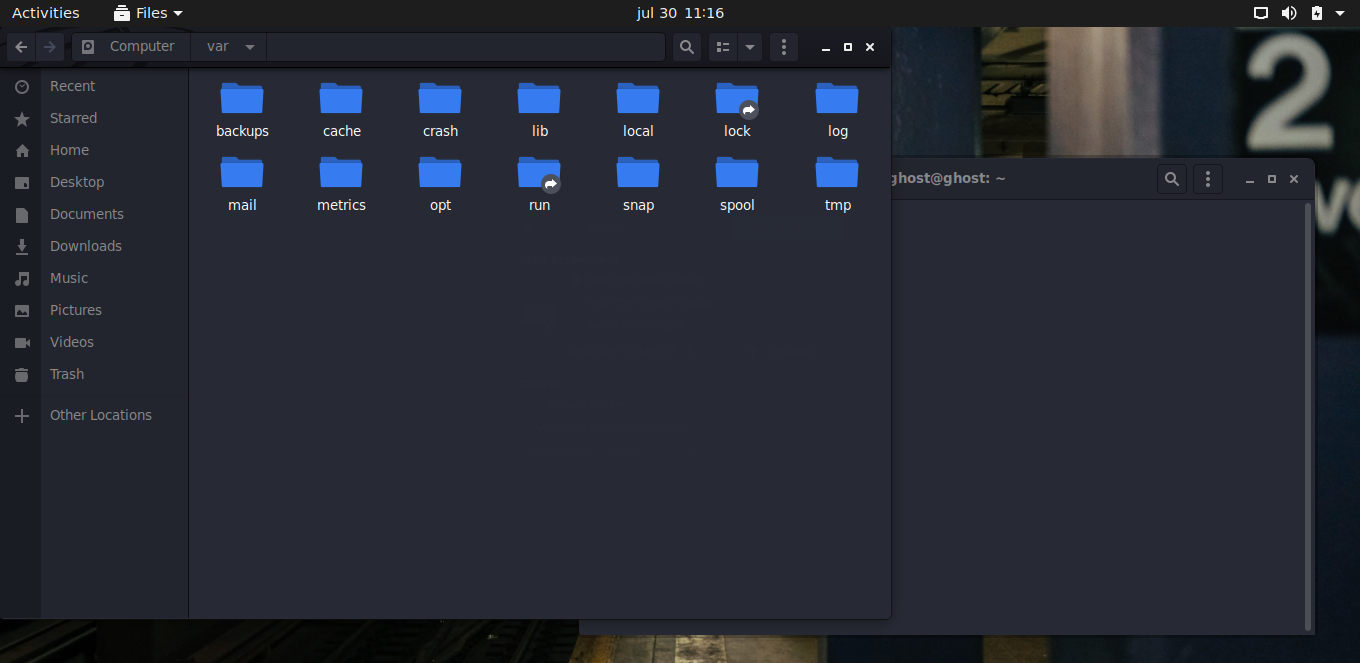 Activities Files jul 30 11:16
Computer var
Recent
Starred
Home
Desktop
Documents
Downloads
Music
Pictures
Videos
Trash
Other Locations
backups cache crash lib local lock log
mail metrics opt run snap spool tmp
ghost@ghost: ~
2